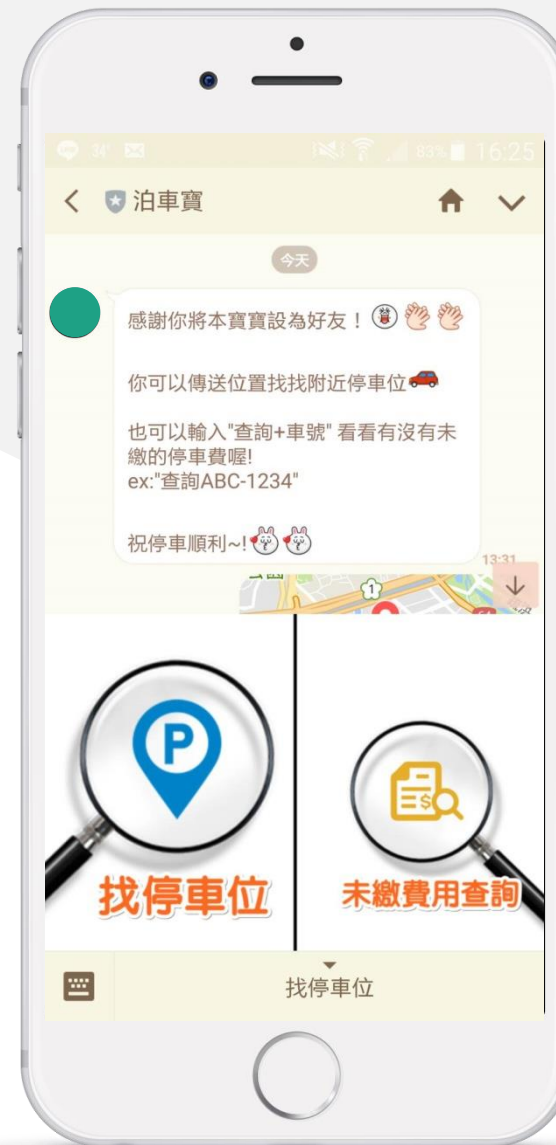 34° 83% 16:25
泊車寶
今天
感謝你將本寶寶設為好友！
你可以傳送位置找找附近停車位
也可以輸入"查詢+車號" 看看有沒有未
繳的停車費喔!
ex:"查詢ABC-1234"
祝停車順利~!
13:31
1
P
$
找停車位
未繳費用查詢
找停車位